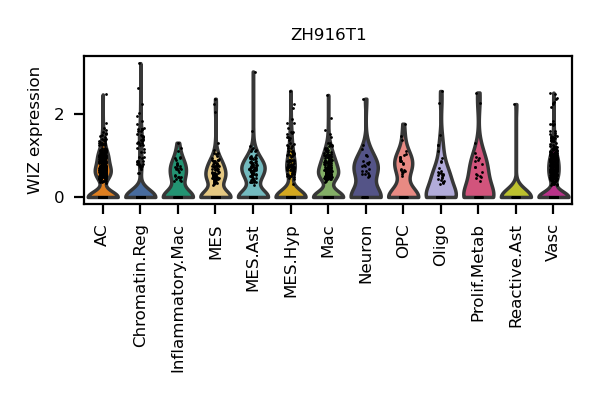 ZH916T1
WIZ expression
2
0
AC
Chromatin.Reg
Inflammatory.Mac
MES
MES.Ast
MES.Hyp
Mac
Neuron
OPC
Oligo
Prolif.Metab
Reactive.Ast
Vasc